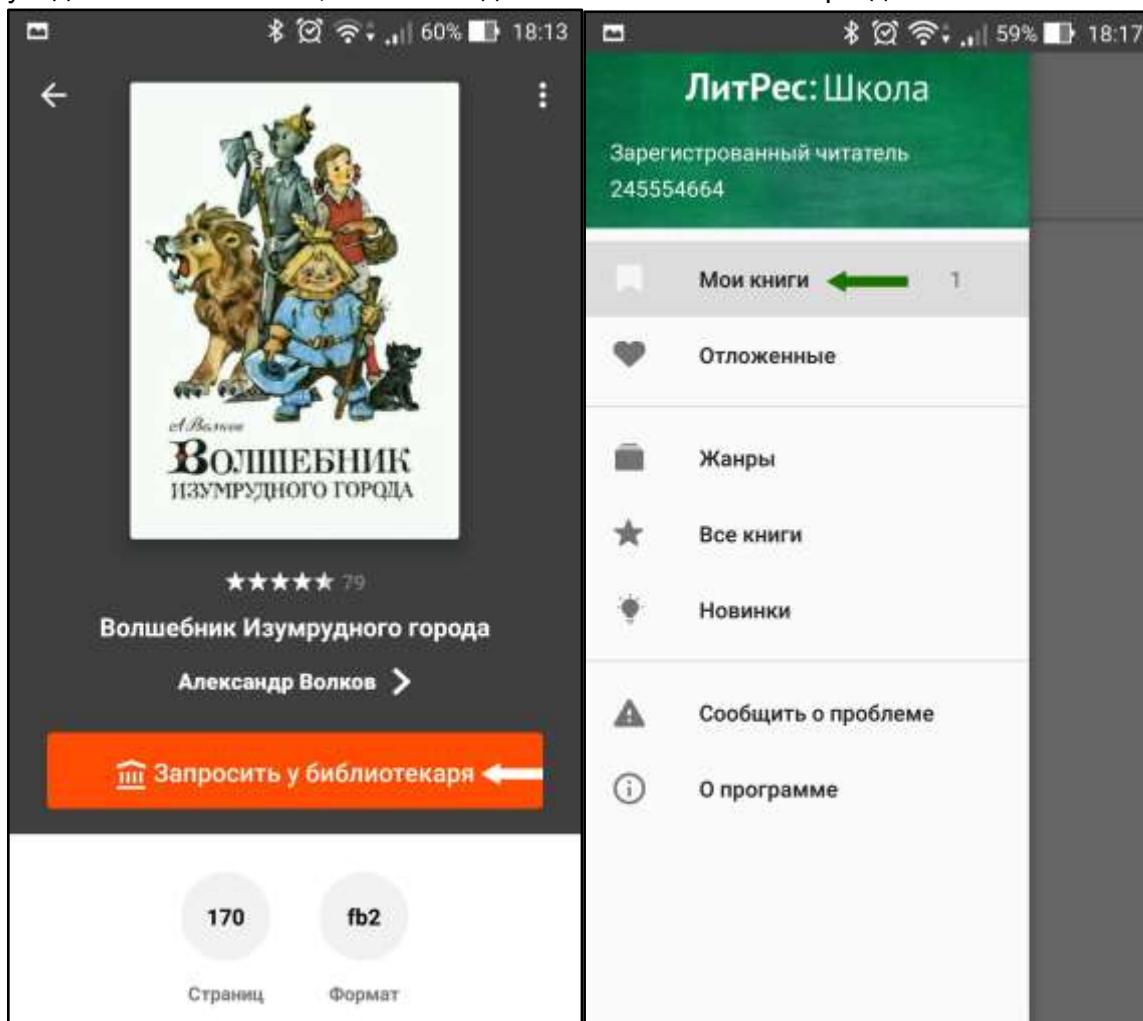 60% 18:13
А.Волков
ВОЛШЕБНИК
ИЗУМРУДНОГО ГОРОДА
79
Волшебник Изумрудного города
Александр Волков
Запросить у библиотекаря
170
fb2
Страниц
Формат
59% 18:17
ЛитРес: Школа
Зарегистрованный читатель
245554664
Мои книги 1
Отложенные
Жанры
Все книги
Новинки
Сообщить о проблеме
О программе